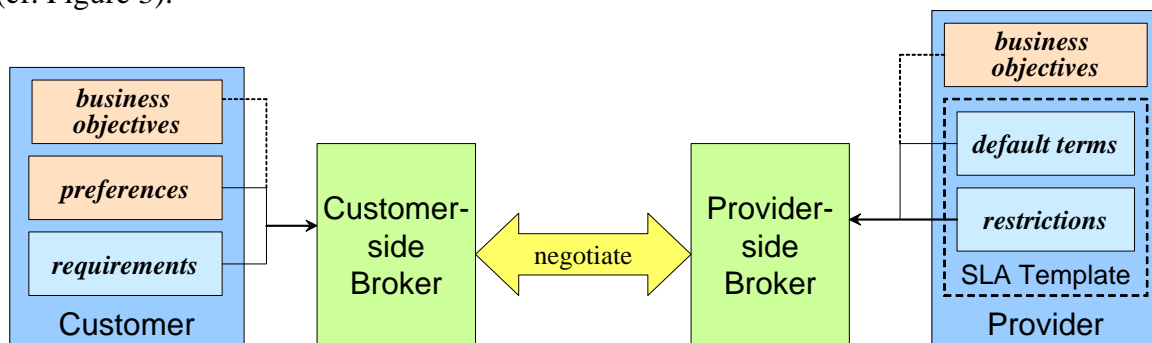 (cf. Figure 3).
business
objectives
preferences
requirements
Customer
Customer-
side
Broker
negotiate
Provider-
side
Broker
business
objectives
default terms
restrictions
SLA Template
Provider